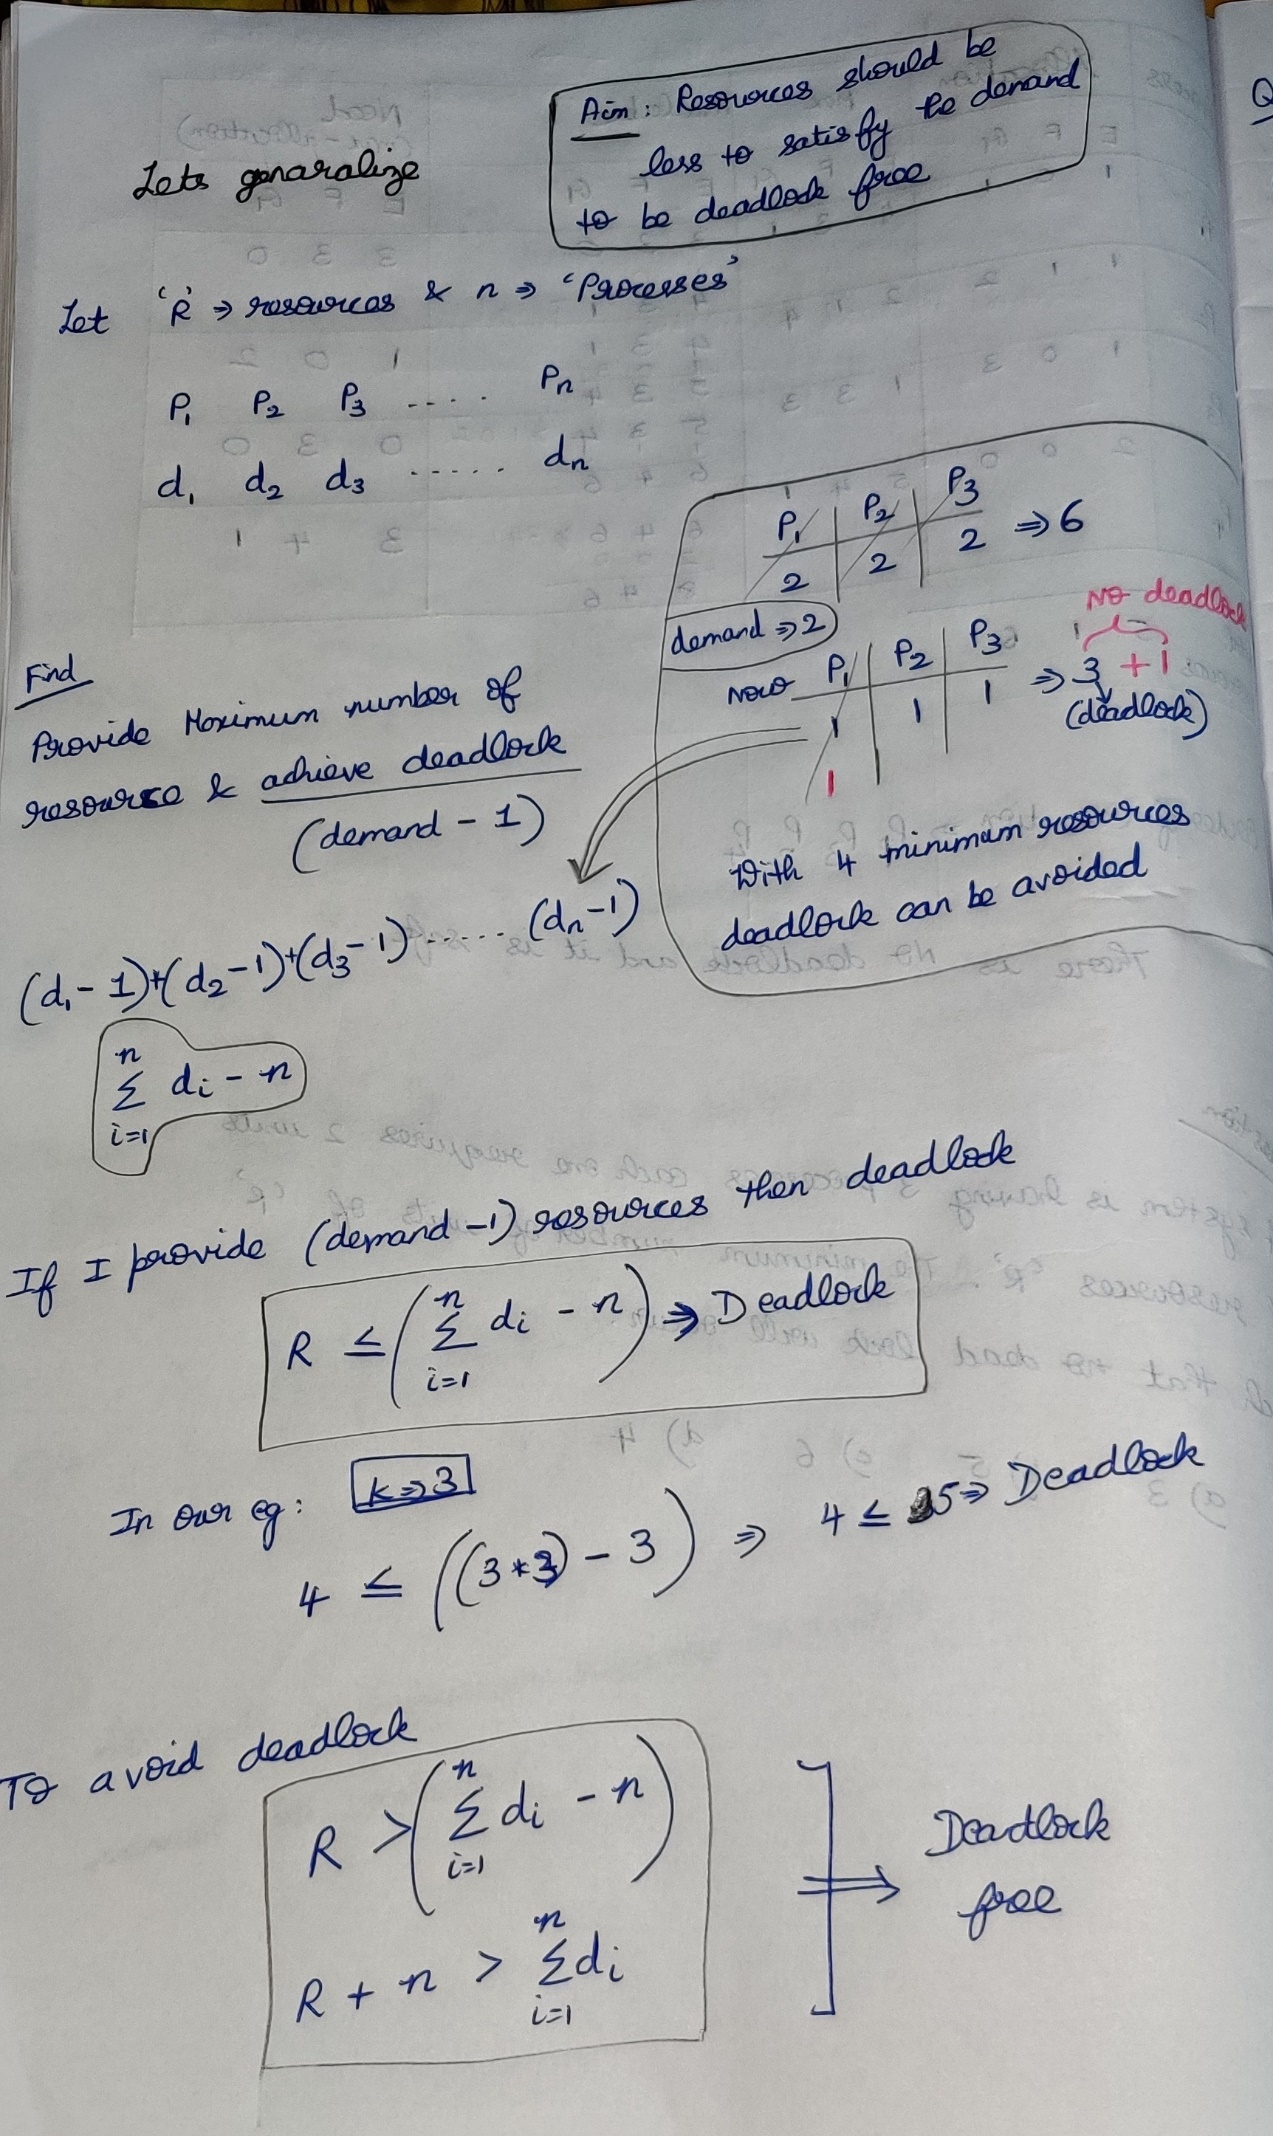 Aim: Resources should be
less to satisfy the demand
to be deadlock free
Lets genaralize
Let 'R' ⇒ resources & n ⇒ 'Processes'
P₁ P₂ P₃ ..... Pn
d₁ d₂ d₃ ...... dn
P₁ P₂ P₃
2 2 2 ⇒ 6
demand ⇒ 2
No deadlock
Now P₁ P₂ P₃
1 1 1 ⇒ 3 + 1
(deadlock)
1
With 4 minimum resources
deadlock can be avoided
Find
Provide Maximum number of
resource & achieve deadlock
(demand - 1)
(d₁ - 1)+(d₂ - 1)+(d₃ - 1) ...... (dn - 1)
n
Σ di - n
i=1
If I provide (demand - 1) resources then deadlock
R ≤ (n Σ i=1 di - n) ⇒ Deadlock
In our eg: K ⇒ 3
4 ≤ ((3 * 3) - 3) ⇒ 4 ≤ 5 ⇒ Deadlock
To avoid deadlock
R > (n Σ i=1 di - n)
R + n > n Σ i=1 di
Deadlock
free